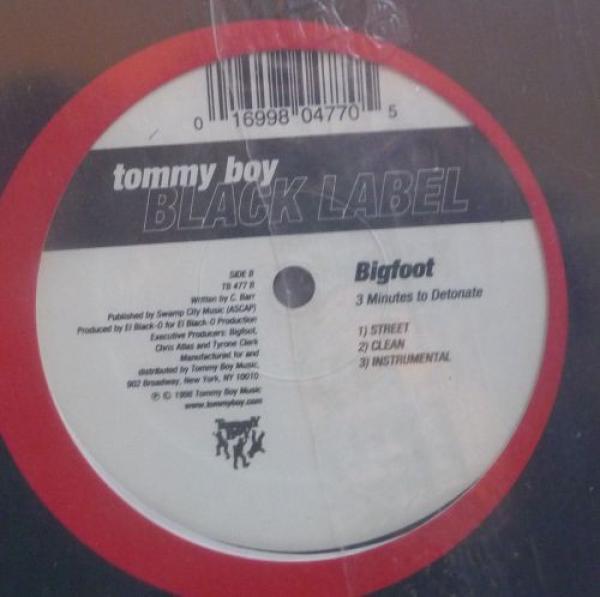 0 16998 04770 5
tommy boy
BLACK LABEL
SIDE B
TB 477 B
Written by C. Barr
Published by Swamp City Music (ASCAP)
Produced by El Black-O for El Black-O Production
Executive Producers: Bigfoot,
Chris Atlas and Tyrone Clark
Manufactured for and
distributed by Tommy Boy Music,
902 Broadway, New York, NY 10010
℗ © 1998 Tommy Boy Music
www.tommyboy.com
Bigfoot
3 Minutes to Detonate
1) STREET
2) CLEAN
3) INSTRUMENTAL
Tommy
BOY